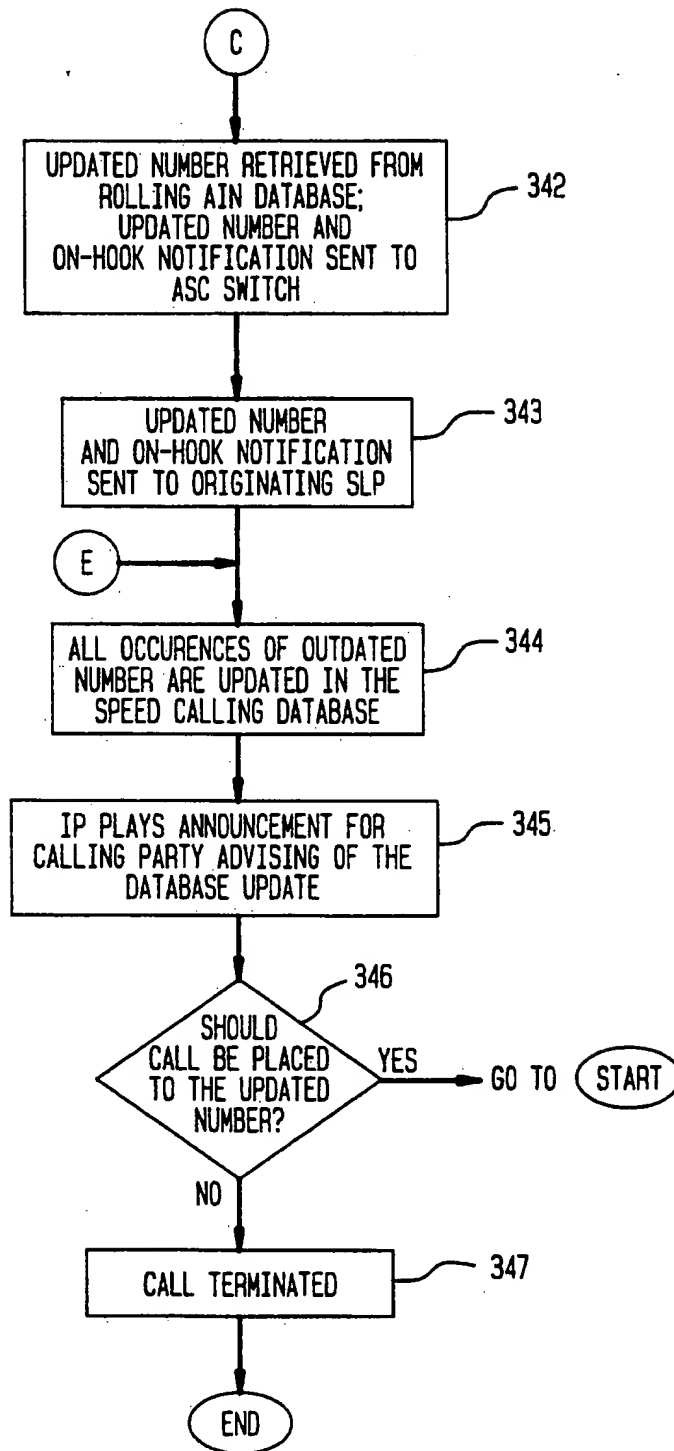 C
UPDATED NUMBER RETRIEVED FROM
ROLLING AIN DATABASE;
UPDATED NUMBER AND
ON-HOOK NOTIFICATION SENT TO
ASC SWITCH
342
UPDATED NUMBER
AND ON-HOOK NOTIFICATION
SENT TO ORIGINATING SLP
343
E
ALL OCCURENCES OF OUTDATED
NUMBER ARE UPDATED IN THE
SPEED CALLING DATABASE
344
IP PLAYS ANNOUNCEMENT FOR
CALLING PARTY ADVISING OF THE
DATABASE UPDATE
345
346
SHOULD
CALL BE PLACED
TO THE UPDATED
NUMBER?
YES
GO TO START
NO
CALL TERMINATED
347
END